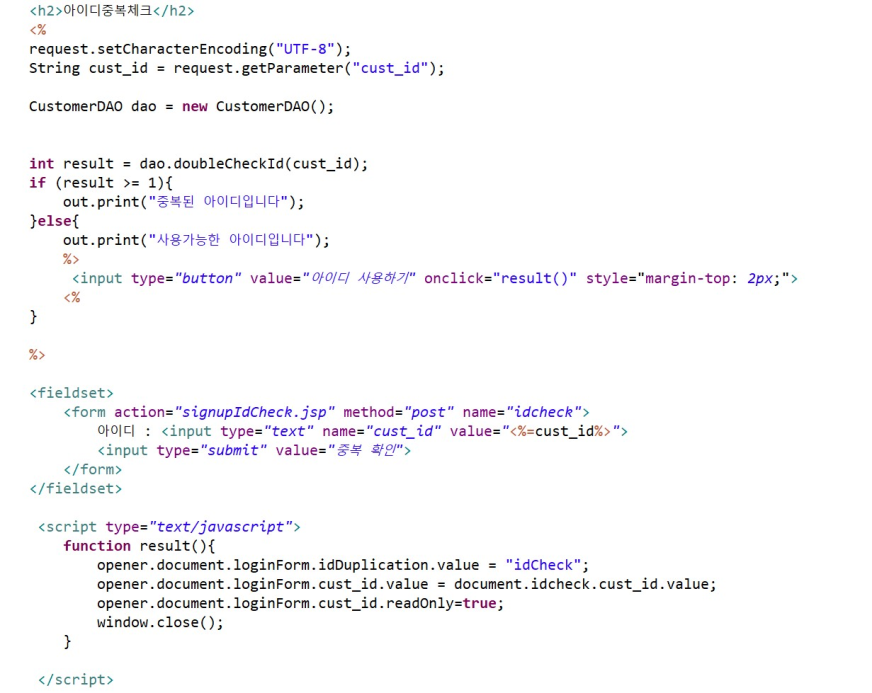 <h2>아이디중복체크</h2>
<%
request.setCharacterEncoding("UTF-8");
String cust_id = request.getParameter("cust_id");
CustomerDAO dao = new CustomerDAO();
int result = dao.doubleCheckId(cust_id);
if (result >= 1){
out.print("중복된 아이디입니다");
}else{
out.print("사용가능한 아이디입니다");
%>
<input type="button" value="아이디 사용하기" onclick="result()" style="margin-top: 2px;">
<%
}
%>
<fieldset>
<form action="signupIdCheck.jsp" method="post" name="idcheck">
아이디 : <input type="text" name="cust_id" value="<%=cust_id%>">
<input type="submit" value="중복 확인">
</form>
</fieldset>
<script type="text/javascript">
function result(){
opener.document.loginForm.idDuplication.value = "idCheck";
opener.document.loginForm.cust_id.value = document.idcheck.cust_id.value;
opener.document.loginForm.cust_id.readOnly=true;
window.close();
}
</script>